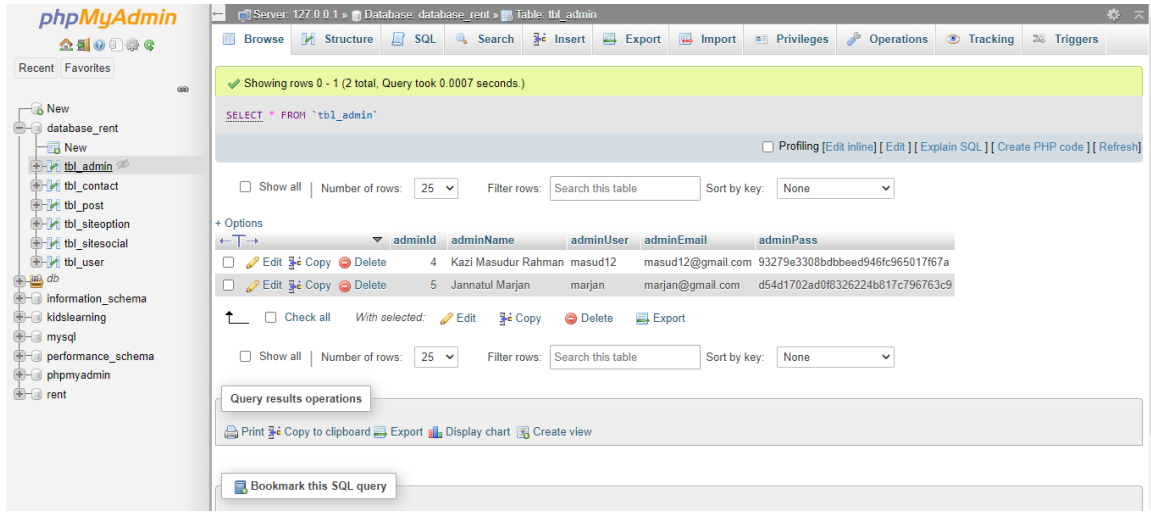 phpMyAdmin
Recent Favorites
New
database_rent
New
tbl_admin
tbl_contact
tbl_post
tbl_siteoption
tbl_sitesocial
tbl_user
db
information_schema
kidslearning
mysql
performance_schema
phpmyadmin
rent
Server: 127.0.0.1 » Database: database_rent » Table: tbl_admin
Browse Structure SQL Search Insert Export Import Privileges Operations Tracking Triggers
Showing rows 0 - 1 (2 total, Query took 0.0007 seconds.)
SELECT * FROM `tbl_admin`
Profiling [Edit inline] [ Edit ] [ Explain SQL ] [ Create PHP code ] [ Refresh]
Show all | Number of rows: 25 Filter rows: Search this table Sort by key: None
+ Options
←T→ adminId adminName adminUser adminEmail adminPass
Edit Copy Delete 4 Kazi Masudur Rahman masud12 masud12@gmail.com 93279e3308bdbbeed946fc965017f67a
Edit Copy Delete 5 Jannatul Marjan marjan marjan@gmail.com d54d1702ad0f8326224b817c796763c9
Check all With selected: Edit Copy Delete Export
Show all | Number of rows: 25 Filter rows: Search this table Sort by key: None
Query results operations
Print Copy to clipboard Export Display chart Create view
Bookmark this SQL query